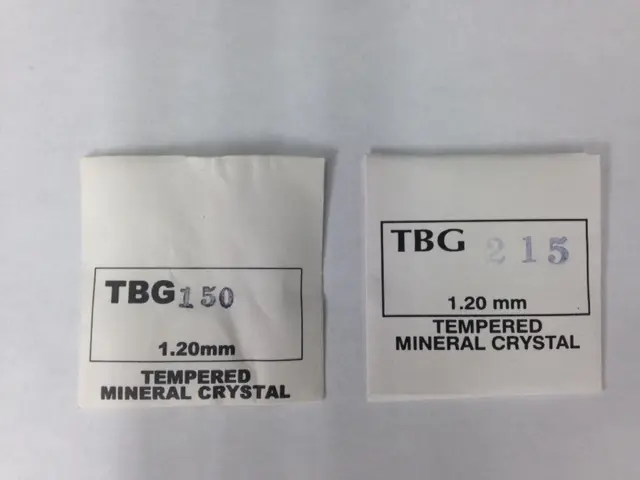 TBG 150
1.20mm
TEMPERED
MINERAL CRYSTAL
TBG 215
1.20 mm
TEMPERED
MINERAL CRYSTAL